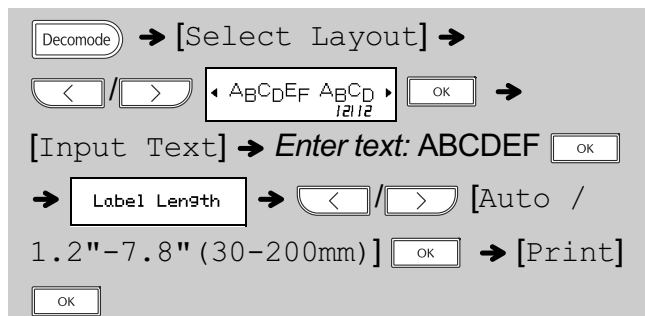 Decomode ➔ [Select Layout] ➔
< / > ◂ ABCDEF ABCD ▸ OK ➔
12112
[Input Text] ➔ Enter text: ABCDEF OK
➔ Label Len9th ➔ < / > [Auto /
1.2"-7.8"(30-200mm)] OK ➔ [Print]
OK